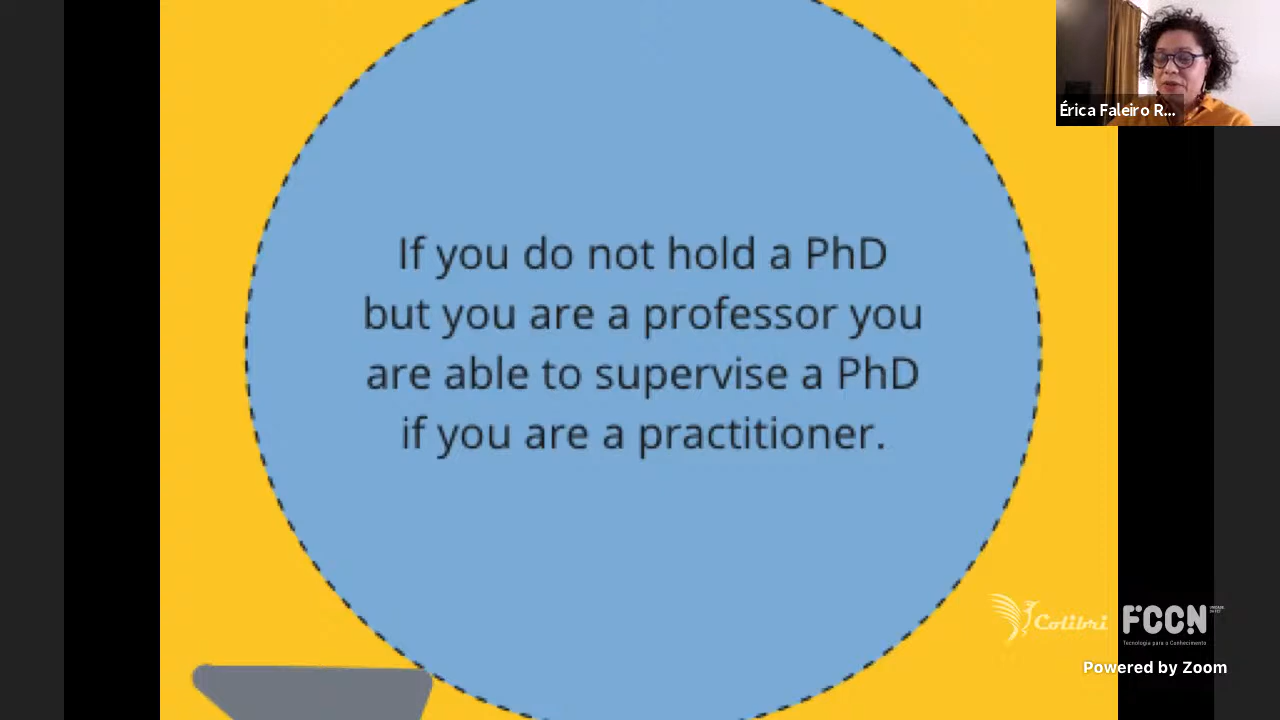 If you do not hold a PhD
but you are a professor you
are able to supervise a PhD
if you are a practitioner.
Érica Faleiro R...
Colibri
FCCN
Tecnologia para o Conhecimento
Powered by Zoom